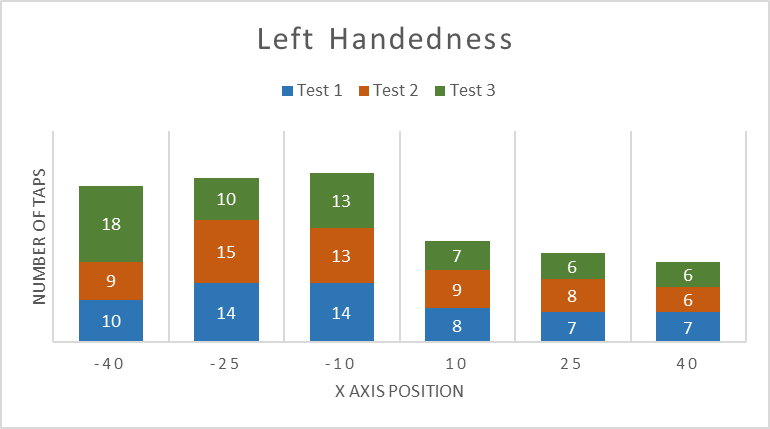 Left Handedness
Test 1 Test 2 Test 3
NUMBER OF TAPS
18 10 13 7 6 6
9 15 13 9 8 6
10 14 14 8 7 7
-40 -25 -10 10 25 40
X AXIS POSITION